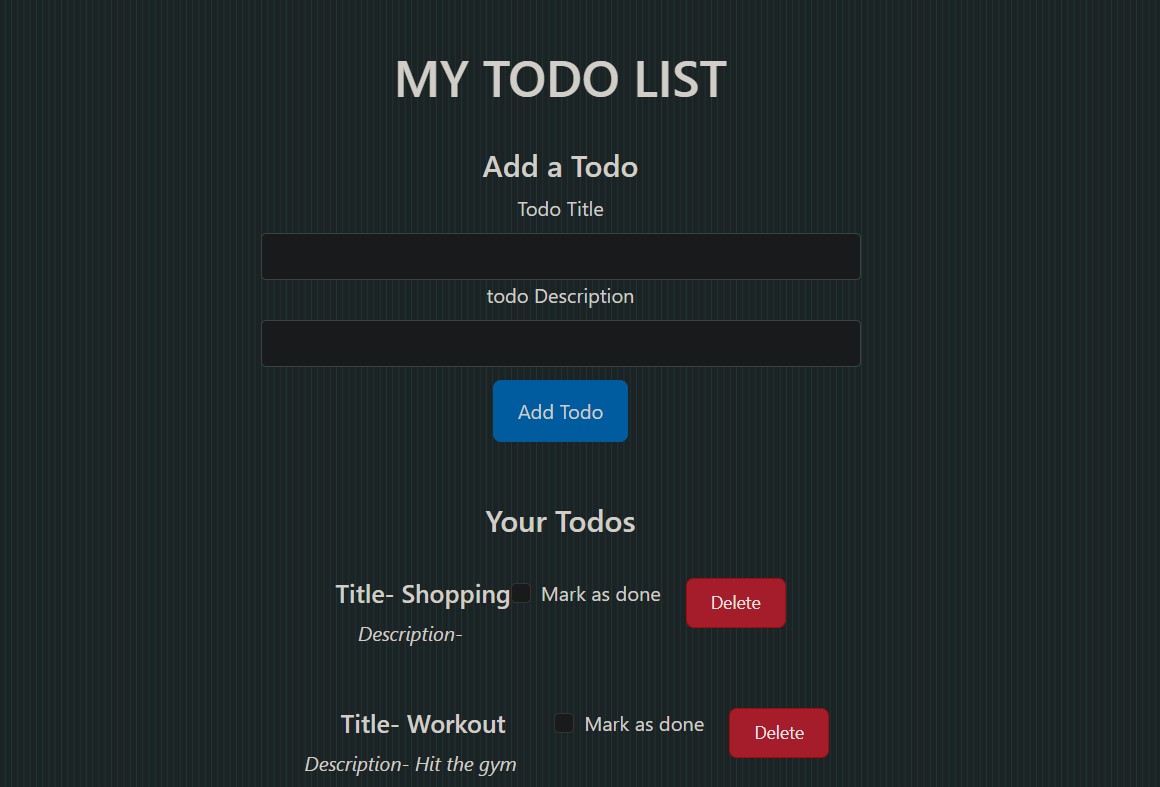 MY TODO LIST
Add a Todo
Todo Title
todo Description
Add Todo
Your Todos
Title- Shopping Mark as done Delete
Description-
Title- Workout Mark as done Delete
Description- Hit the gym